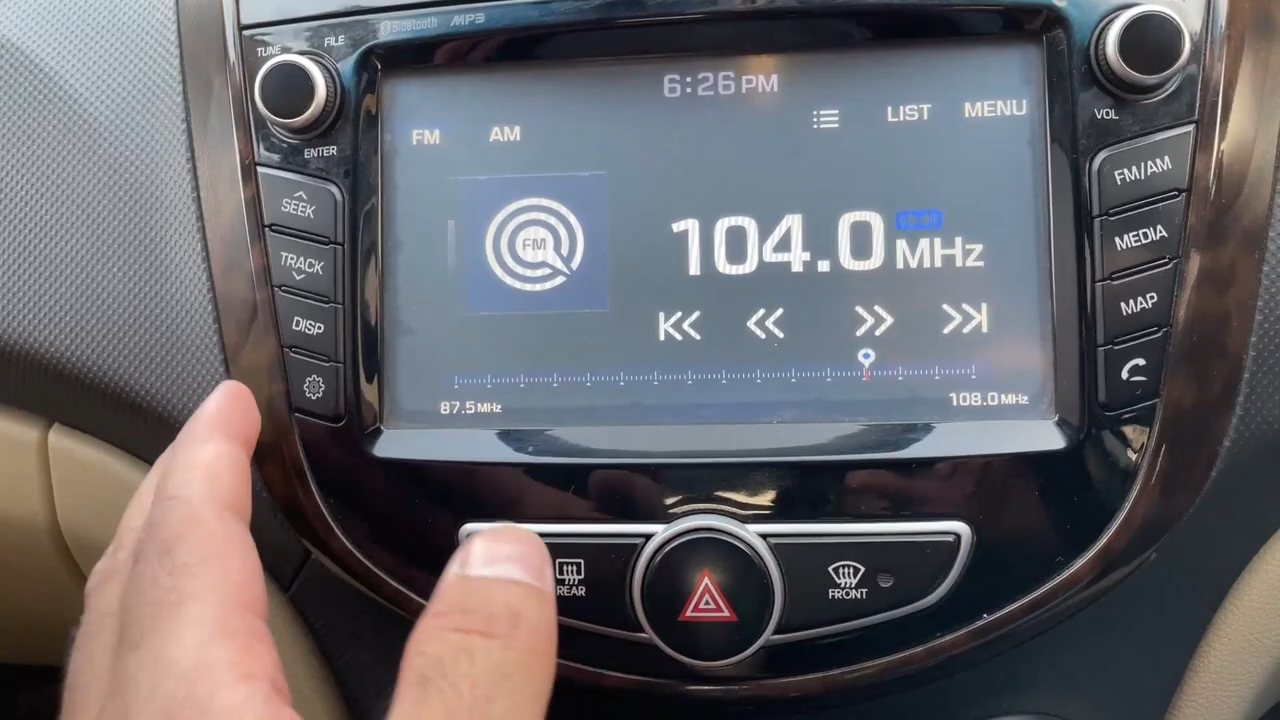 Bluetooth MP3
TUNE FILE
ENTER
SEEK
TRACK
DISP
6:26 PM
FM AM LIST MENU
FM
104.0 MHz
87.5 MHz 108.0 MHz
VOL
FM/AM
MEDIA
MAP
REAR
FRONT